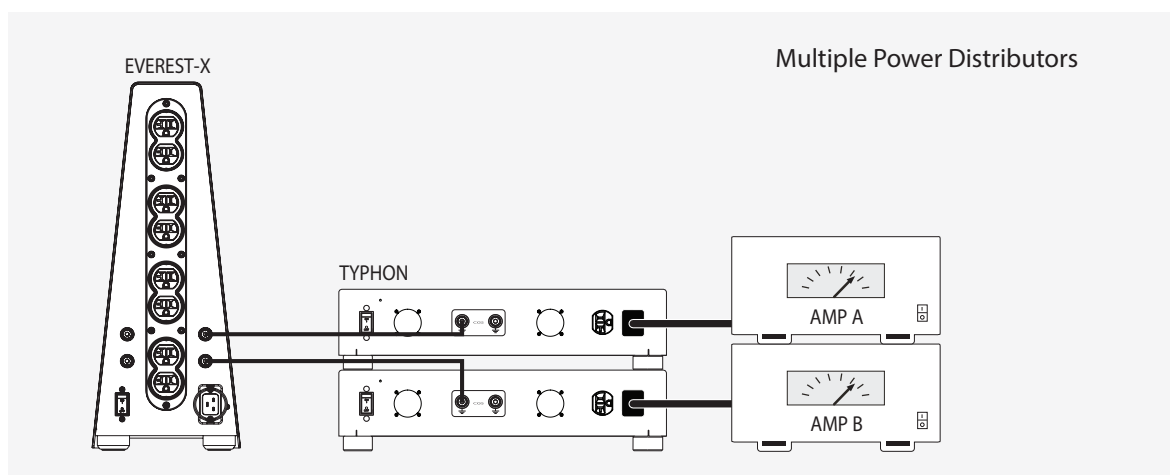 Multiple Power Distributors
EVEREST-X
TYPHON
AMP A
AMP B